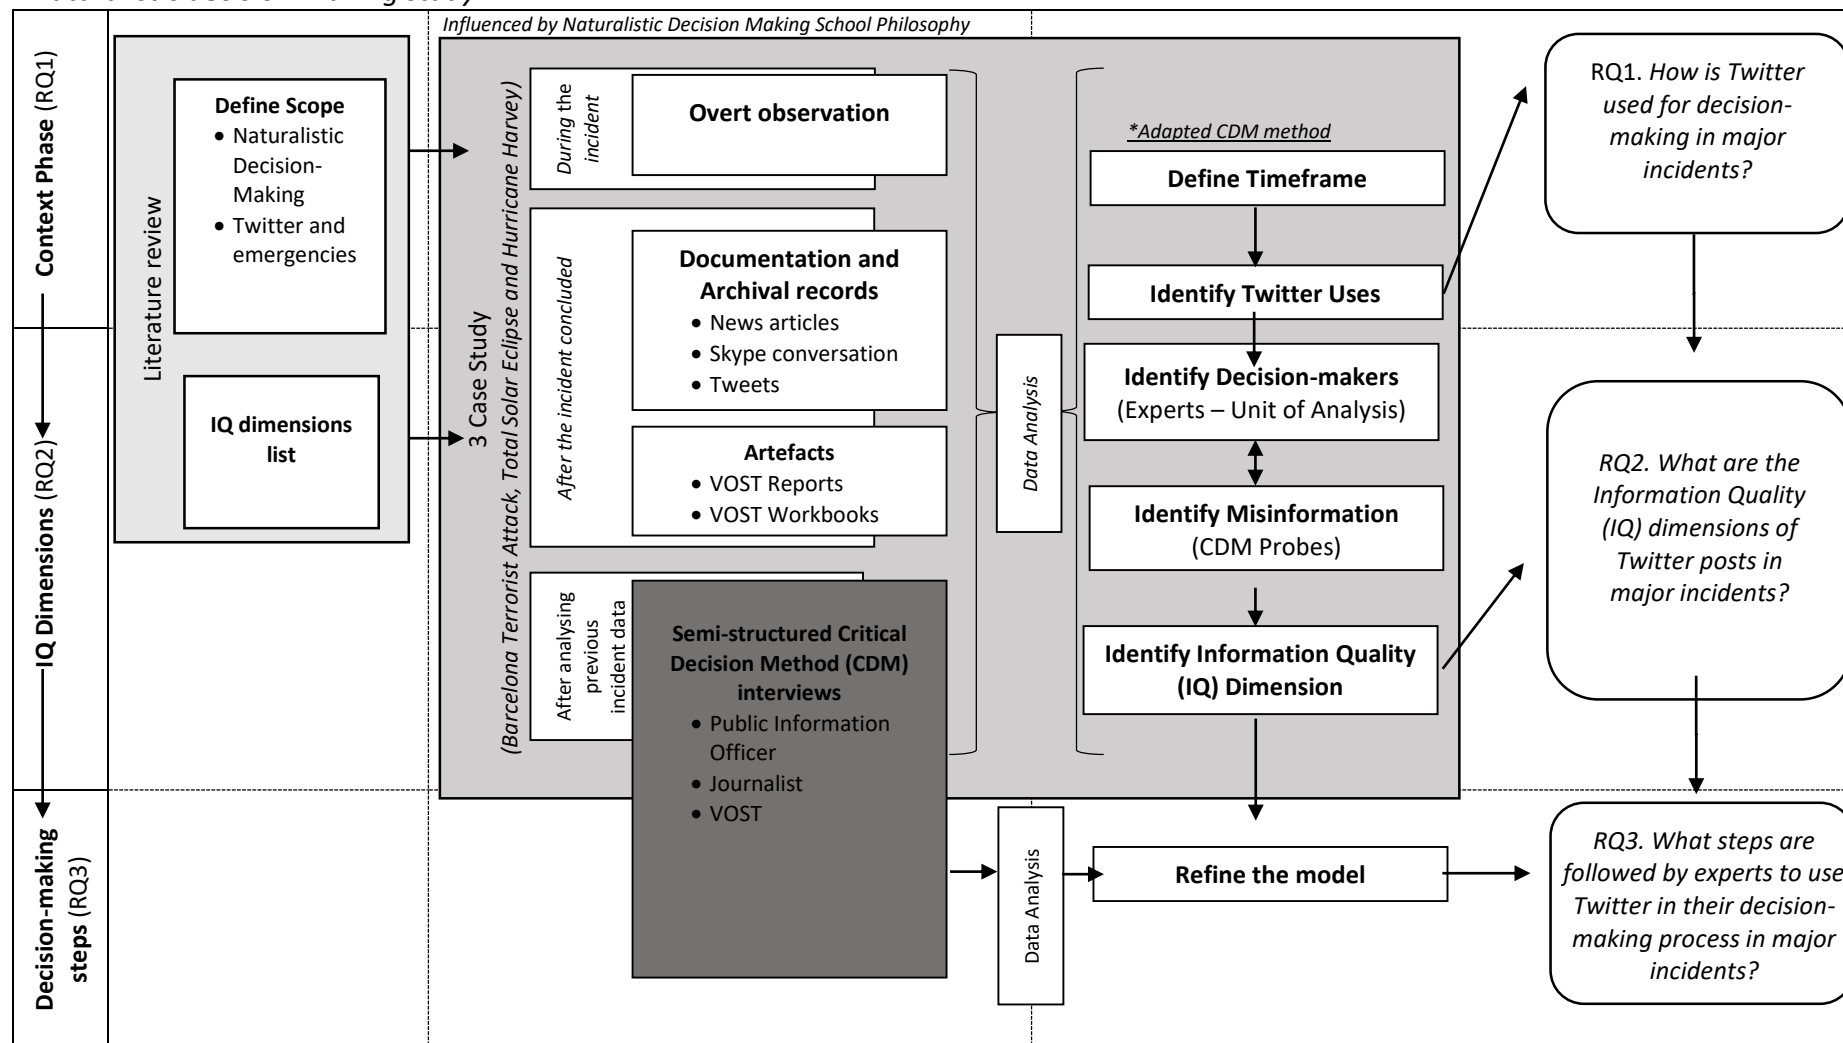 Influenced by Naturalistic Decision Making School Philosophy
Context Phase (RQ1)
IQ Dimensions (RQ2)
Decision-making
steps (RQ3)
Literature review
Define Scope
• Naturalistic
Decision-
Making
• Twitter and
emergencies
IQ dimensions
list
3 Case Study
(Barcelona Terrorist Attack, Total Solar Eclipse and Hurricane Harvey)
During the
incident
Overt observation
After the incident concluded
Documentation and
Archival records
• News articles
• Skype conversation
• Tweets
Artefacts
• VOST Reports
• VOST Workbooks
After analysing
previous
incident data
Semi-structured Critical
Decision Method (CDM)
interviews
• Public Information
Officer
• Journalist
• VOST
Data Analysis
Data Analysis
*Adapted CDM method
Define Timeframe
Identify Twitter Uses
Identify Decision-makers
(Experts – Unit of Analysis)
Identify Misinformation
(CDM Probes)
Identify Information Quality
(IQ) Dimension
Refine the model
RQ1. How is Twitter
used for decision-
making in major
incidents?
RQ2. What are the
Information Quality
(IQ) dimensions of
Twitter posts in
major incidents?
RQ3. What steps are
followed by experts to use
Twitter in their decision-
making process in major
incidents?